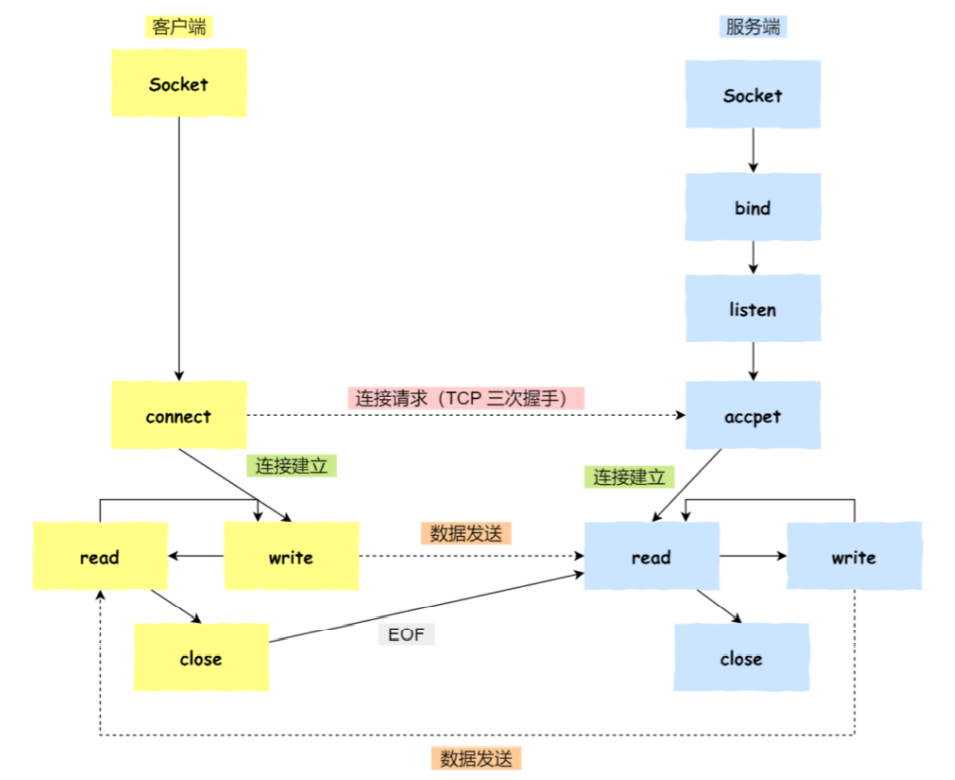 客户端
服务端
Socket
Socket
bind
listen
连接请求（TCP 三次握手）
connect
accpet
连接建立
连接建立
数据发送
read
write
read
write
EOF
close
close
数据发送